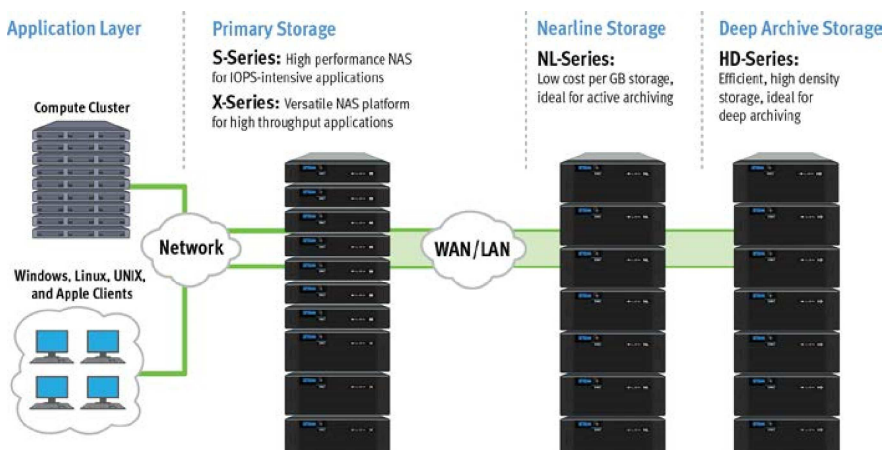 Application Layer
Primary Storage
Nearline Storage
Deep Archive Storage
S-Series: High performance NAS
for IOPS-intensive applications
X-Series: Versatile NAS platform
for high throughput applications
NL-Series:
Low cost per GB storage,
ideal for active archiving
HD-Series:
Efficient, high density
storage, ideal for
deep archiving
Compute Cluster
Network
WAN/LAN
Windows, Linux, UNIX,
and Apple Clients